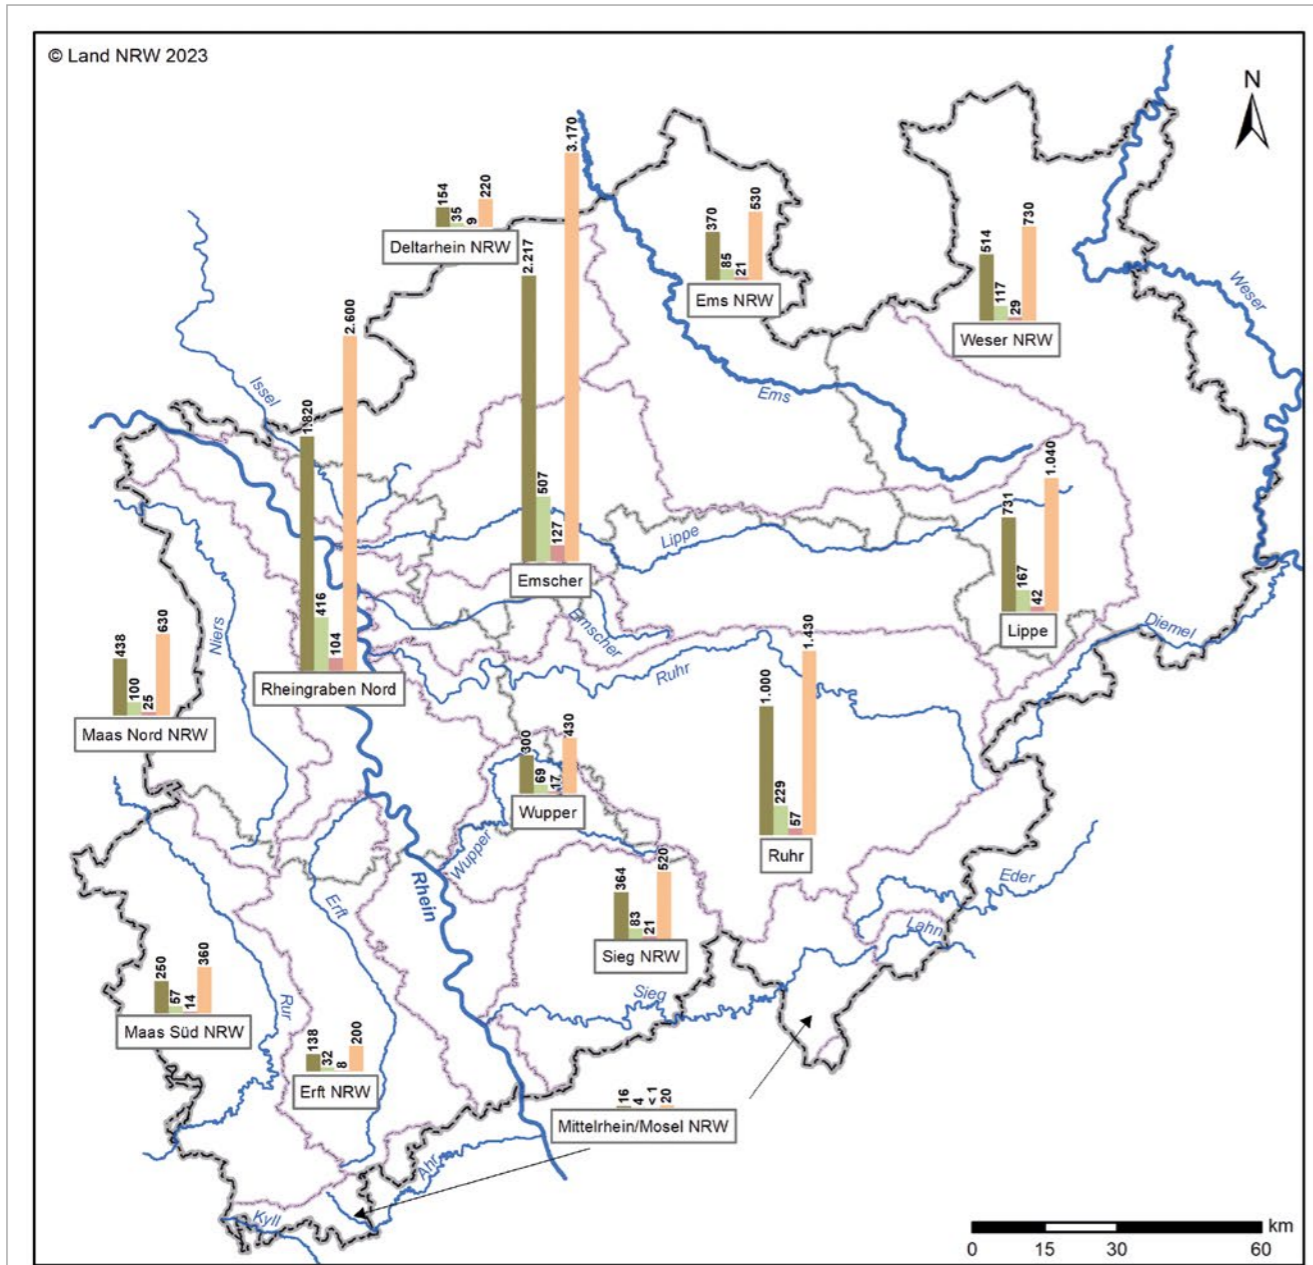 © Land NRW 2023
N
3.170
2.217
507
127
Emscher
154
35
9
220
Deltarhein NRW
370
85
21
530
Ems NRW
514
117
29
730
Weser NRW
Weser
Issel
Ems
1.820
416
104
2.600
Rheingraben Nord
731
167
42
1.040
Lippe
Lippe
Emscher
Diemel
Niers
438
100
25
630
Maas Nord NRW
Ruhr
1.000
229
57
1.430
Ruhr
300
69
17
430
Wupper
Wupper
Rhein
Erft
Eder
Lahn
364
83
21
520
Sieg NRW
Sieg
250
57
14
360
Maas Süd NRW
Rur
138
32
8
200
Erft NRW
16
4
< 1
20
Mittelrhein/Mosel NRW
Ahr
Kyll
km
0 15 30 60